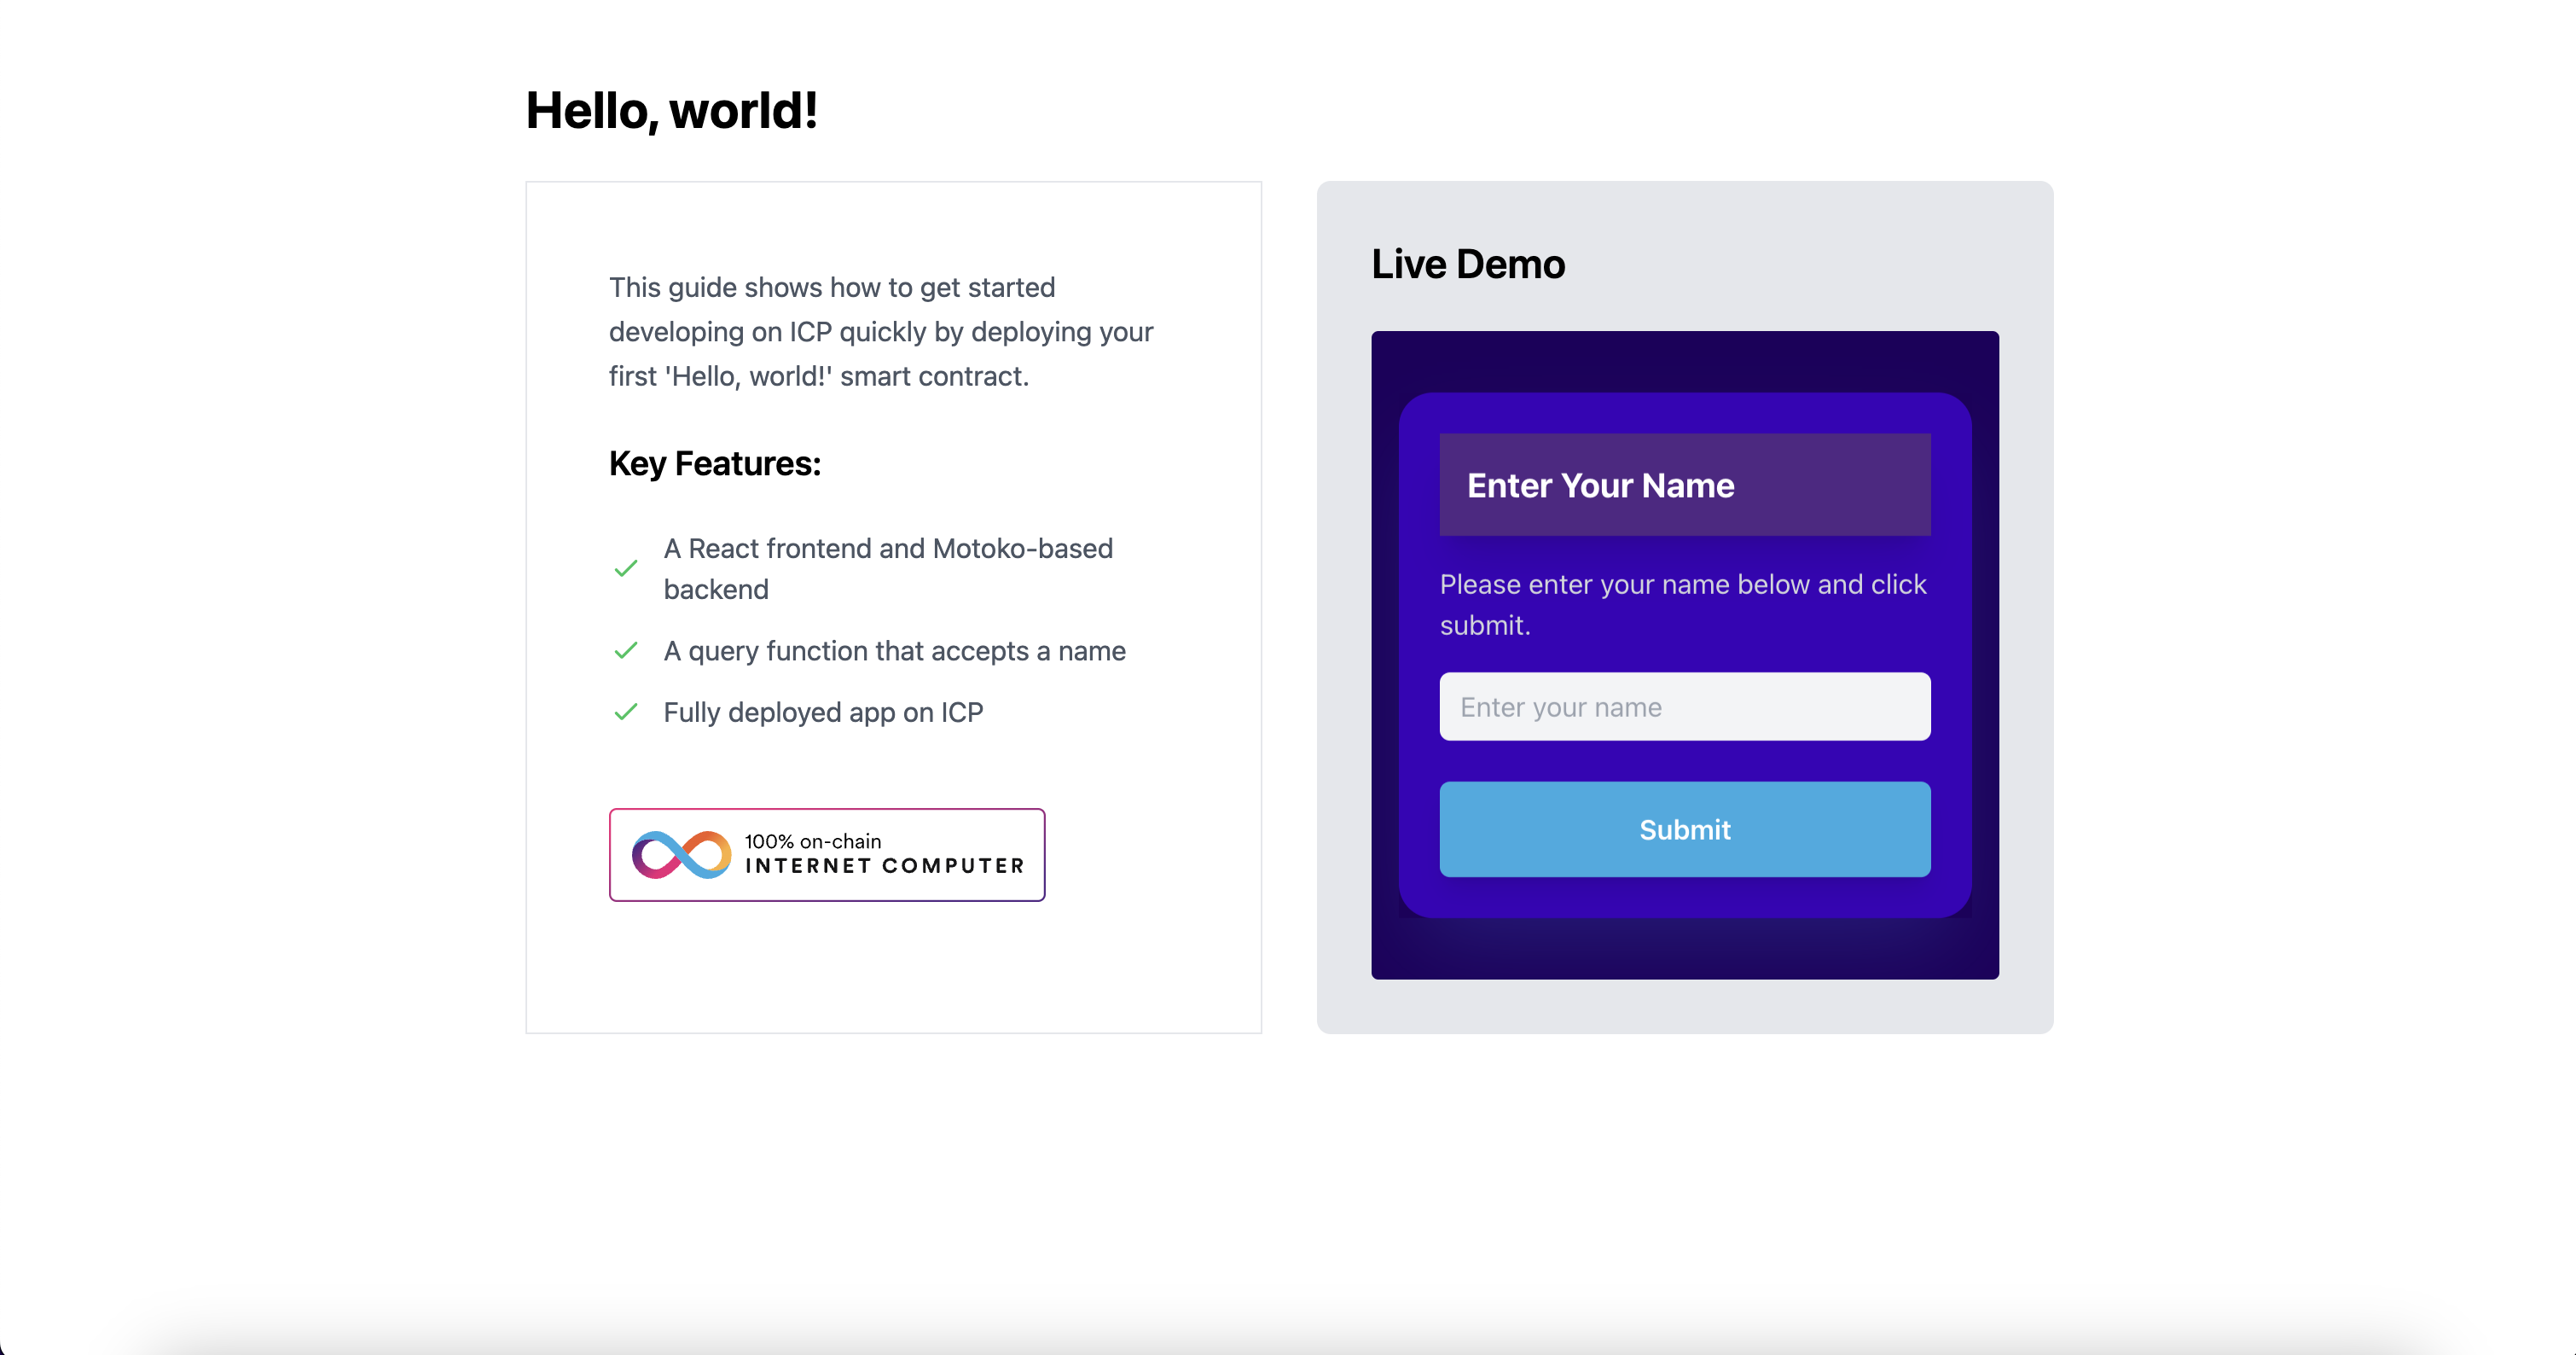 Hello, world!
This guide shows how to get started
developing on ICP quickly by deploying your
first 'Hello, world!' smart contract.
Key Features:
A React frontend and Motoko-based
backend
A query function that accepts a name
Fully deployed app on ICP
100% on-chain
INTERNET COMPUTER
Live Demo
Enter Your Name
Please enter your name below and click
submit.
Enter your name
Submit